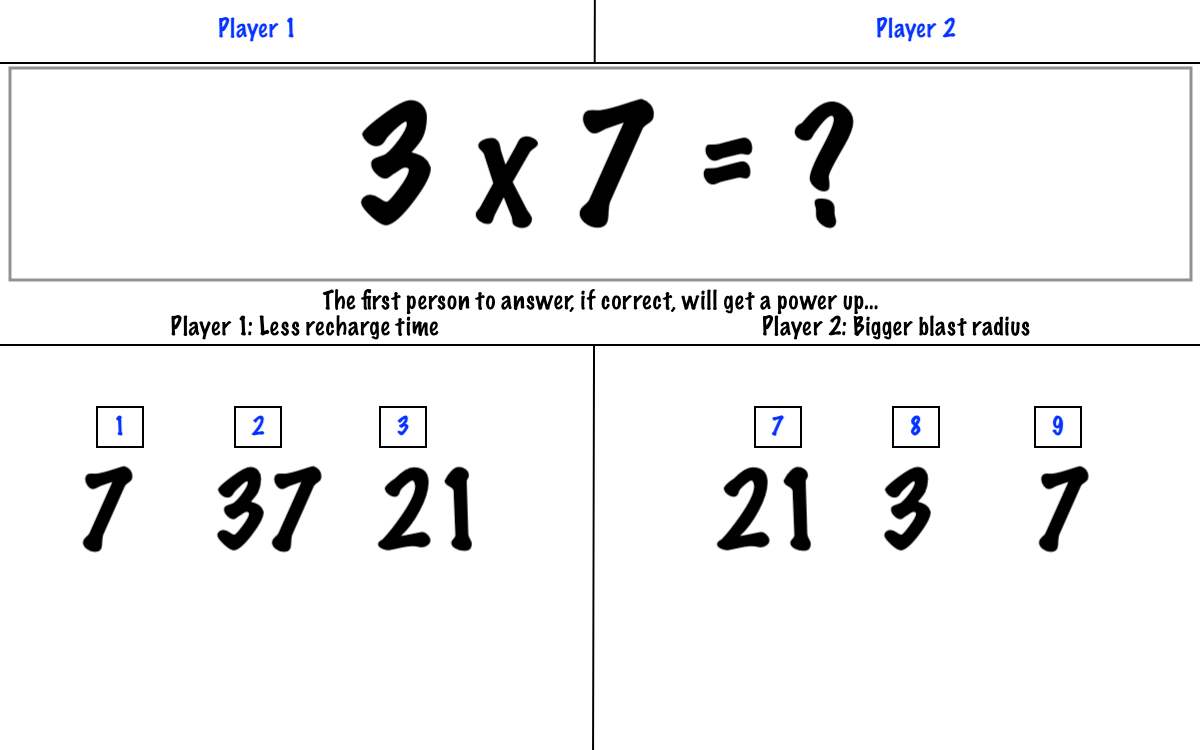 Player 1 Player 2
3 x 7 = ?
The first person to answer, if correct, will get a power up...
Player 1: Less recharge time Player 2: Bigger blast radius
1 2 3 7 8 9
7 37 21 21 3 7